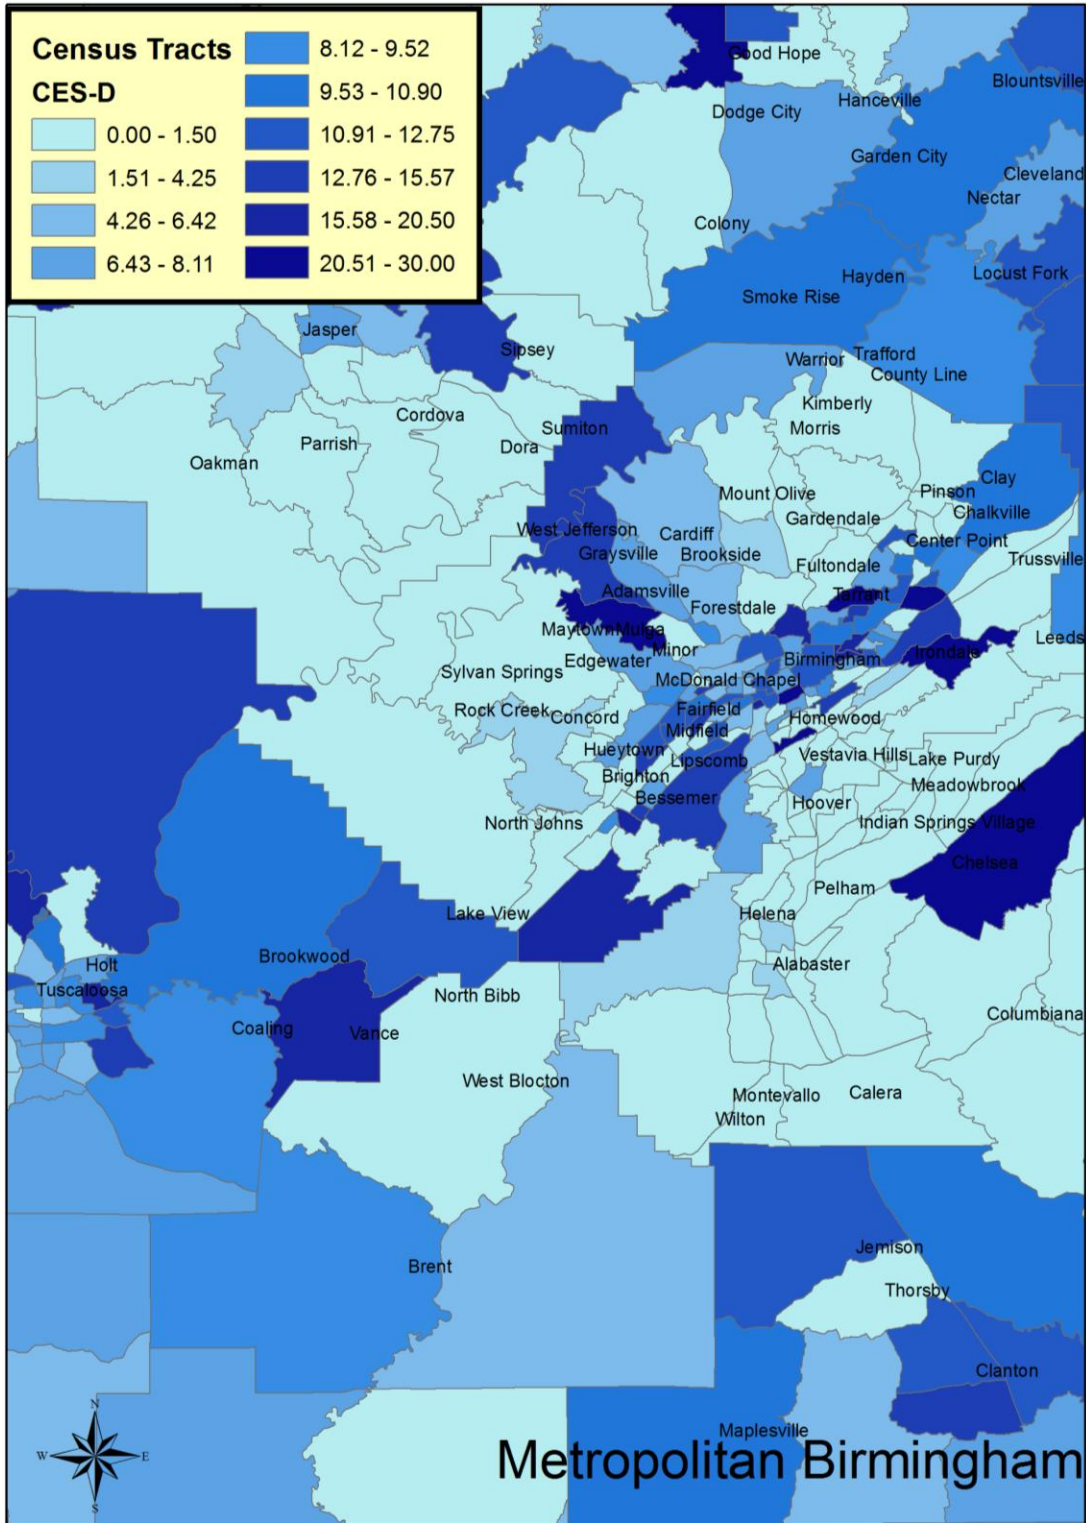 Census Tracts
CES-D
0.00 - 1.50
1.51 - 4.25
4.26 - 6.42
6.43 - 8.11
8.12 - 9.52
9.53 - 10.90
10.91 - 12.75
12.76 - 15.57
15.58 - 20.50
20.51 - 30.00
Good Hope
Blountsville
Hanceville
Dodge City
Garden City
Cleveland
Nectar
Colony
Locust Fork
Hayden
Smoke Rise
Jasper
Sipsey
Warrior
Trafford
County Line
Kimberly
Cordova
Morris
Sumiton
Parrish
Dora
Oakman
Clay
Mount Olive
Pinson
Gardendale
Chalkville
West Jefferson
Cardiff
Center Point
Graysville
Brookside
Trussville
Fultondale
Adamsville
Tarrant
Forestdale
Maytown
Mulga
Leeds
Minor
Irondale
Edgewater
Birmingham
Sylvan Springs
McDonald Chapel
Rock Creek
Concord
Fairfield
Homewood
Midfield
Hueytown
Vestavia Hills
Lake Purdy
Lipscomb
Brighton
Meadowbrook
Bessemer
Hoover
North Johns
Indian Springs Village
Chelsea
Pelham
Lake View
Helena
Brookwood
Holt
Alabaster
Tuscaloosa
North Bibb
Columbiana
Coaling
Vance
West Blocton
Montevallo
Calera
Wilton
Jemison
Brent
Thorsby
Clanton
Maplesville
N
W
E
S
Metropolitan Birmingham